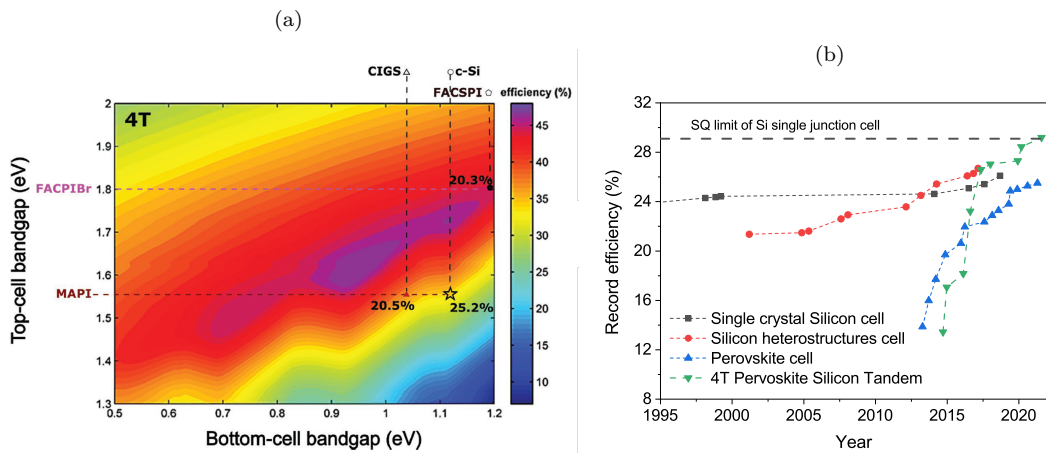 (a)
CIGS
c-Si
FACSPI
efficiency (%)
4T
Top-cell bandgap (eV)
2
1.9
1.8
1.7
1.6
1.5
1.4
1.3
FACPIBr
MAPI
20.3%
20.5%
25.2%
0.5
0.6
0.7
0.8
0.9
1
1.1
1.2
Bottom-cell bandgap (eV)
45
40
35
30
25
20
15
10
(b)
Record efficiency (%)
32
28
24
20
16
12
8
SQ limit of Si single junction cell
Single crystal Silicon cell
Silicon heterostructures cell
Perovskite cell
4T Pervoskite Silicon Tandem
1995
2000
2005
2010
2015
2020
Year